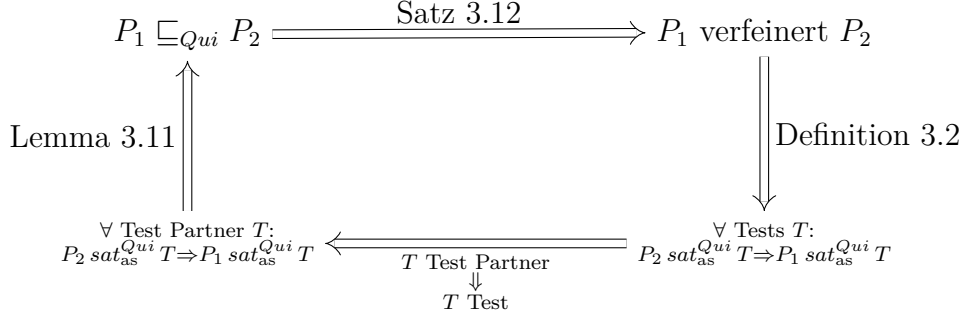 Satz 3.12
P₁ ⊑_Qui P₂
P₁ verfeinert P₂
Lemma 3.11
Definition 3.2
∀ Test Partner T:
P₂ sat_as^Qui T⇒P₁ sat_as^Qui T
∀ Tests T:
P₂ sat_as^Qui T⇒P₁ sat_as^Qui T
T Test Partner
⇓
T Test